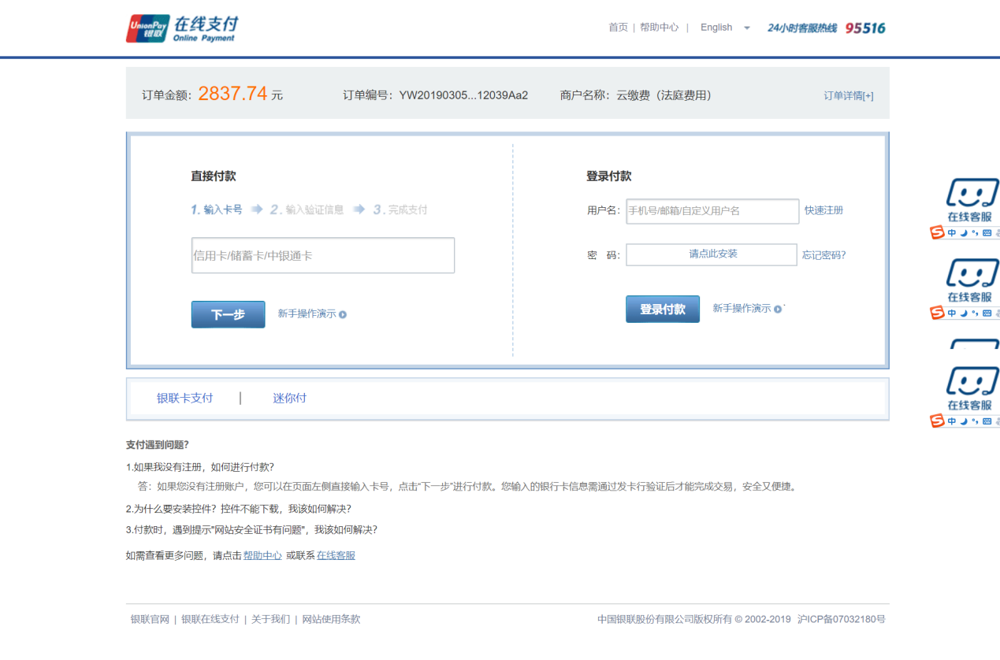 UnionPay 银联 在线支付
Online Payment
首页 | 帮助中心 | English 24小时客服热线 95516
订单金额：2837.74 元 订单编号：YW20190305...12039Aa2 商户名称：云缴费（法庭费用） 订单详情[+]
直接付款
1. 输入卡号 2. 输入验证信息 3. 完成支付
信用卡/储蓄卡/中银通卡
下一步 新手操作演示
登录付款
用户名： 手机号/邮箱/自定义用户名 快速注册
密 码： 请点此安装 忘记密码?
登录付款 新手操作演示
在线客服
中
在线客服
中
在线客服
中
银联卡支付 | 迷你付
支付遇到问题?
1.如果我没有注册，如何进行付款?
答：如果您没有注册账户，您可以在页面左侧直接输入卡号，点击“下一步”进行付款。您输入的银行卡信息需通过发卡行验证后才能完成交易，安全又便捷。
2.为什么要安装控件？控件不能下载，我该如何解决?
3.付款时，遇到提示"网站安全证书有问题"，我该如何解决?
如需查看更多问题，请点击 帮助中心 或联系 在线客服
银联官网 | 银联在线支付 | 关于我们 | 网站使用条款
中国银联股份有限公司版权所有 © 2002-2019 沪ICP备07032180号